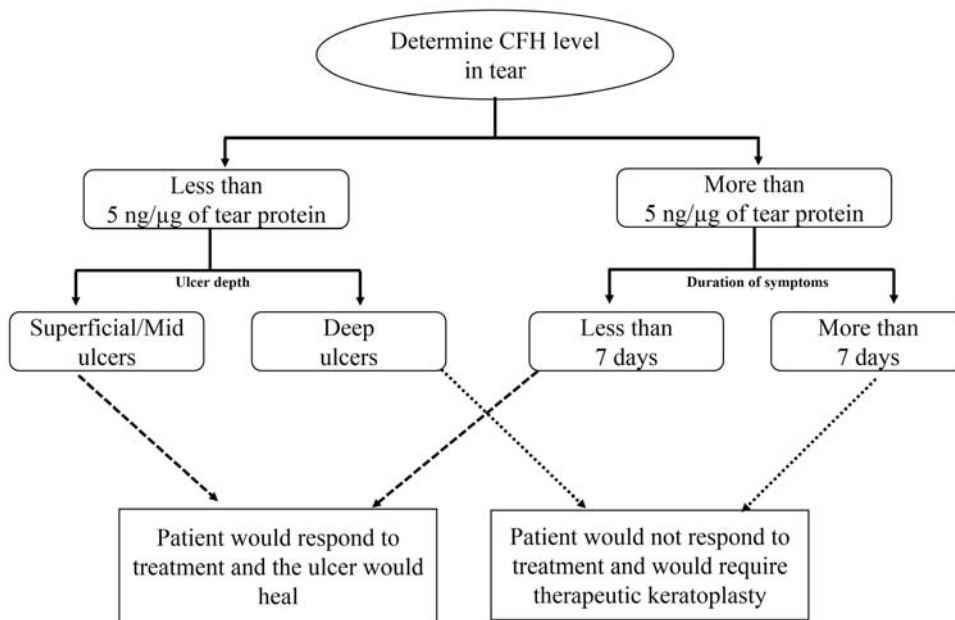 Determine CFH level
in tear
Less than
5 ng/µg of tear protein
More than
5 ng/µg of tear protein
Ulcer depth
Duration of symptoms
Superficial/Mid
ulcers
Deep
ulcers
Less than
7 days
More than
7 days
Patient would respond to
treatment and the ulcer would
heal
Patient would not respond to
treatment and would require
therapeutic keratoplasty